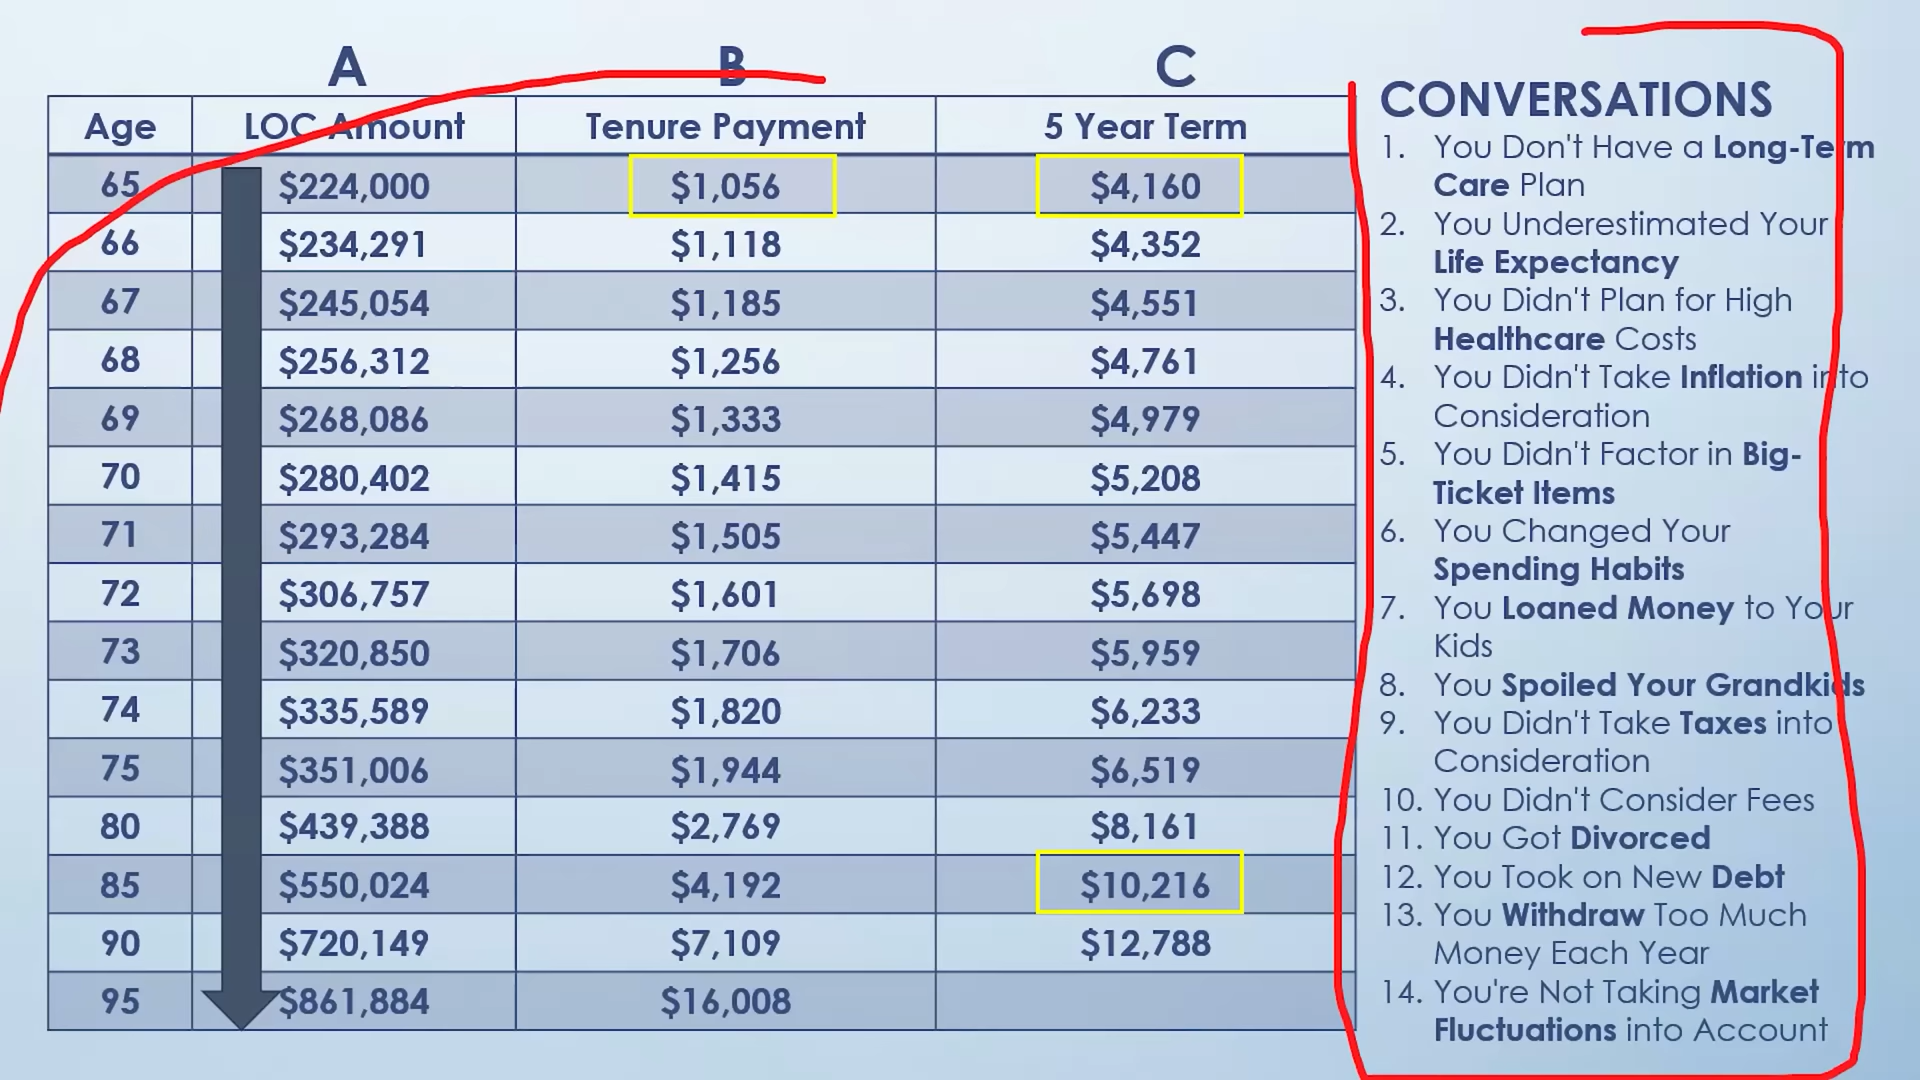 A B C
Age LOC Amount Tenure Payment 5 Year Term
65 $224,000 $1,056 $4,160
66 $234,291 $1,118 $4,352
67 $245,054 $1,185 $4,551
68 $256,312 $1,256 $4,761
69 $268,086 $1,333 $4,979
70 $280,402 $1,415 $5,208
71 $293,284 $1,505 $5,447
72 $306,757 $1,601 $5,698
73 $320,850 $1,706 $5,959
74 $335,589 $1,820 $6,233
75 $351,006 $1,944 $6,519
80 $439,388 $2,769 $8,161
85 $550,024 $4,192 $10,216
90 $720,149 $7,109 $12,788
95 $861,884 $16,008
CONVERSATIONS
1. You Don't Have a Long-Term
Care Plan
2. You Underestimated Your
Life Expectancy
3. You Didn't Plan for High
Healthcare Costs
4. You Didn't Take Inflation into
Consideration
5. You Didn't Factor in Big-
Ticket Items
6. You Changed Your
Spending Habits
7. You Loaned Money to Your
Kids
8. You Spoiled Your Grandkids
9. You Didn't Take Taxes into
Consideration
10. You Didn't Consider Fees
11. You Got Divorced
12. You Took on New Debt
13. You Withdraw Too Much
Money Each Year
14. You're Not Taking Market
Fluctuations into Account